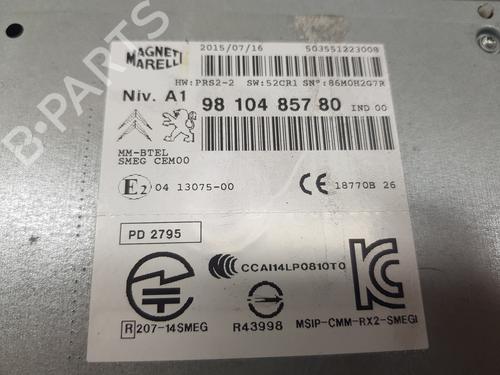 MAGNETI MARELLI
2015/07/16 503551223008
HW:PRS2-2 SW:52CR1 SN°:86M0H2G7R
Niv. A1 98 104 857 80 IND 00
MM-BTEL
SMEG CEM00
E2 04 13075-00 CE 18770B 26
PD 2795
CCAI14LP0810T0
R 207-14SMEG R43998 MSIP-CMM-RX2-SMEGI
B-PARTS